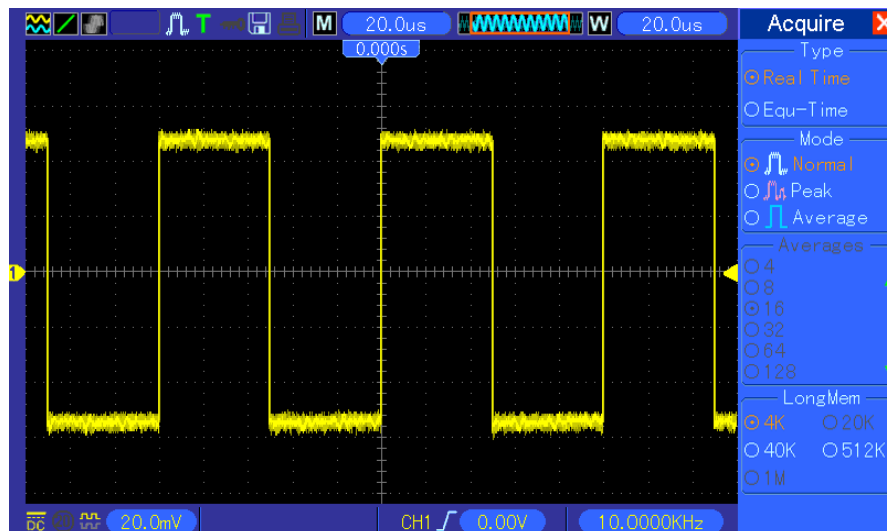 T M 20.0us W 20.0us
0.000s
Acquire X
Type
Real Time
Equ-Time
Mode
Normal
Peak
Average
Averages
4
8
16
32
64
128
LongMem
4K 20K
40K 512K
1M
1
DC 20.0mV CH1 0.00V 10.0000KHz